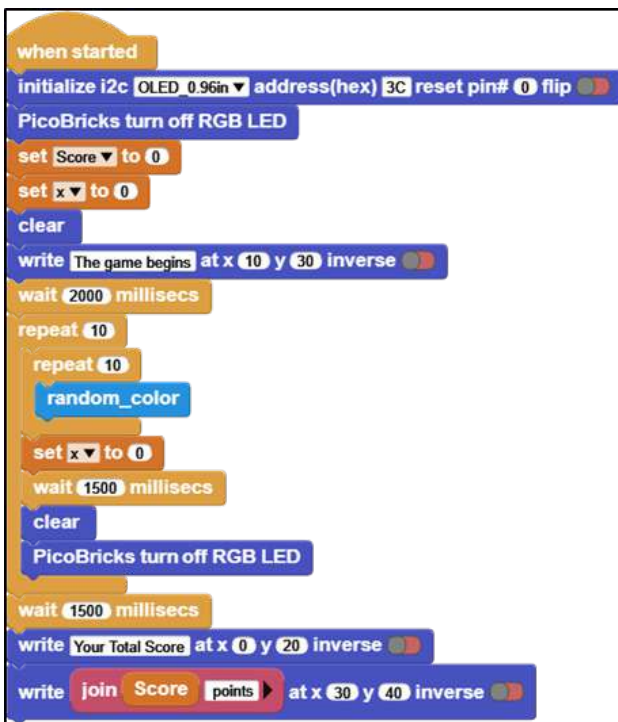 when started
initialize i2c OLED_0.96in address(hex) 3C reset pin# 0 flip
PicoBricks turn off RGB LED
set Score to 0
set x to 0
clear
write The game begins at x 10 y 30 inverse
wait 2000 millisecs
repeat 10
repeat 10
random_color
set x to 0
wait 1500 millisecs
clear
PicoBricks turn off RGB LED
wait 1500 millisecs
write Your Total Score at x 0 y 20 inverse
write join Score points at x 30 y 40 inverse